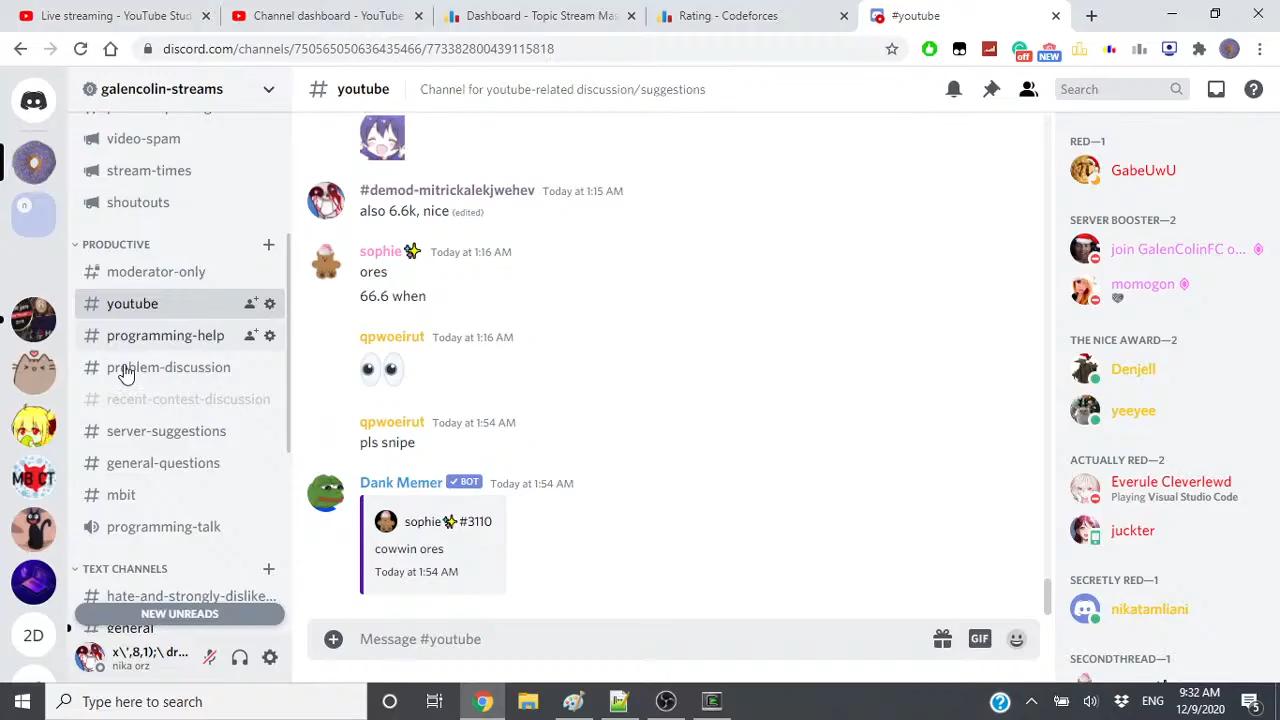 Live streaming - YouTube
Channel dashboard - YouTube
Dashboard - Topic Stream Mas
Rating - Codeforces
#youtube
discord.com/channels/750565050636435466/773382800439115818
off
NEW
galencolin-streams
youtube
Channel for youtube-related discussion/suggestions
Search
video-spam
stream-times
shoutouts
PRODUCTIVE
moderator-only
youtube
programming-help
problem-discussion
recent-contest-discussion
server-suggestions
general-questions
mbit
programming-talk
TEXT CHANNELS
hate-and-strongly-dislike...
NEW UNREADS
general
x\',8,1);\ dr...
nika orz
2D
MB CT
#demod-mitrickalekjwehev Today at 1:15 AM
also 6.6k, nice (edited)
sophie Today at 1:16 AM
ores
66.6 when
qpwoeirut Today at 1:16 AM
qpwoeirut Today at 1:54 AM
pls snipe
Dank Memer BOT Today at 1:54 AM
sophie #3110
cowwin ores
Today at 1:54 AM
Message #youtube
GIF
RED—1
GabeUwU
SERVER BOOSTER—2
join GalenColinFC o...
momogon
THE NICE AWARD—2
Denjell
yeeyee
ACTUALLY RED—2
Everule Cleverlewd
Playing Visual Studio Code
juckter
SECRETLY RED—1
nikatamliani
SECONDTHREAD—1
Type here to search
ENG
9:32 AM
12/9/2020
5